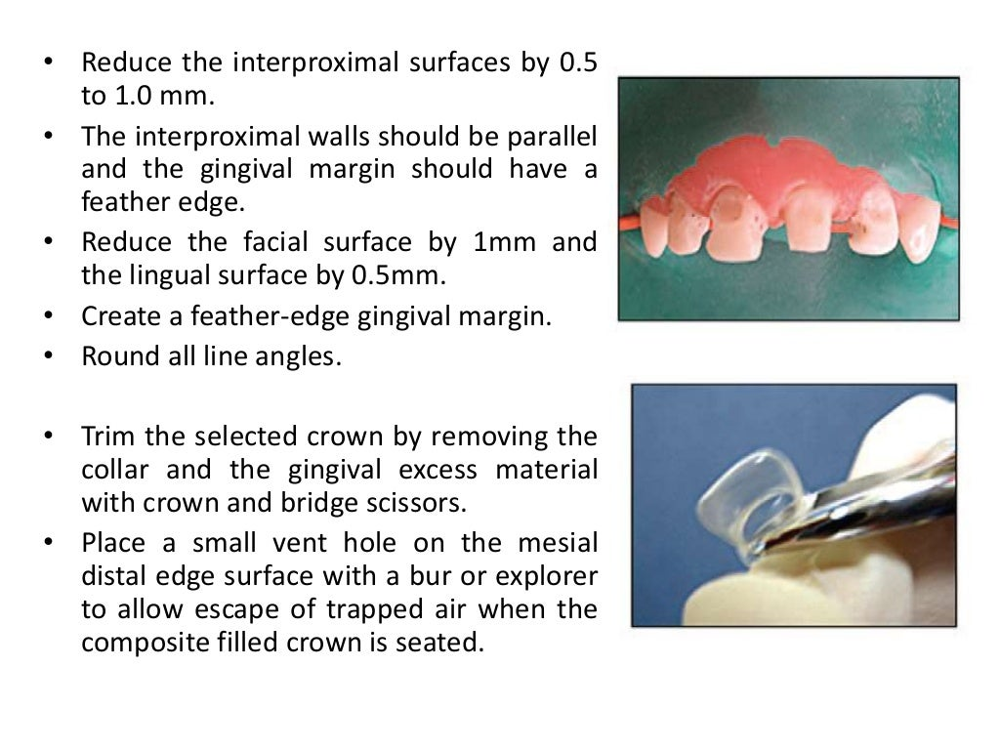 • Reduce the interproximal surfaces by 0.5
to 1.0 mm.
• The interproximal walls should be parallel
and the gingival margin should have a
feather edge.
• Reduce the facial surface by 1mm and
the lingual surface by 0.5mm.
• Create a feather-edge gingival margin.
• Round all line angles.
• Trim the selected crown by removing the
collar and the gingival excess material
with crown and bridge scissors.
• Place a small vent hole on the mesial
distal edge surface with a bur or explorer
to allow escape of trapped air when the
composite filled crown is seated.